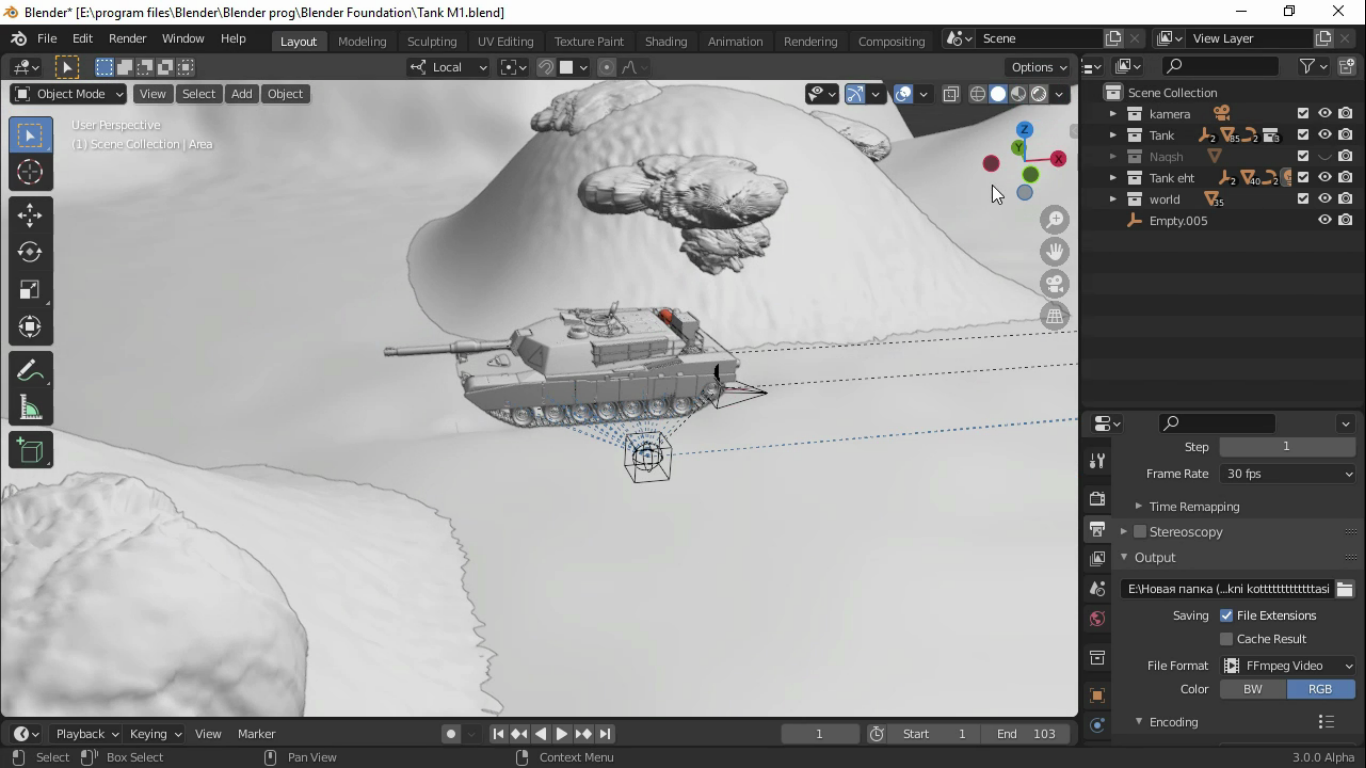 Blender* [E:\program files\Blender\Blender prog\Blender Foundation\Tank M1.blend]
File Edit Render Window Help Layout Modeling Sculpting UV Editing Texture Paint Shading Animation Rendering Compositing Scene View Layer
Local Options
Object Mode View Select Add Object
User Perspective
(1) Scene Collection | Area
Z
Y
X
Scene Collection
kamera
Tank 2 35 2 3
Naqsh
Tank eht 2 40 2
world 35
Empty.005
Step 1
Frame Rate 30 fps
Time Remapping
Stereoscopy
Output
E:\Новая папка (...kni kotttttttttttttasi
Saving File Extensions
Cache Result
File Format FFmpeg Video
Color BW RGB
Encoding
Playback Keying View Marker 1 Start 1 End 103
Select Box Select Pan View Context Menu 3.0.0 Alpha